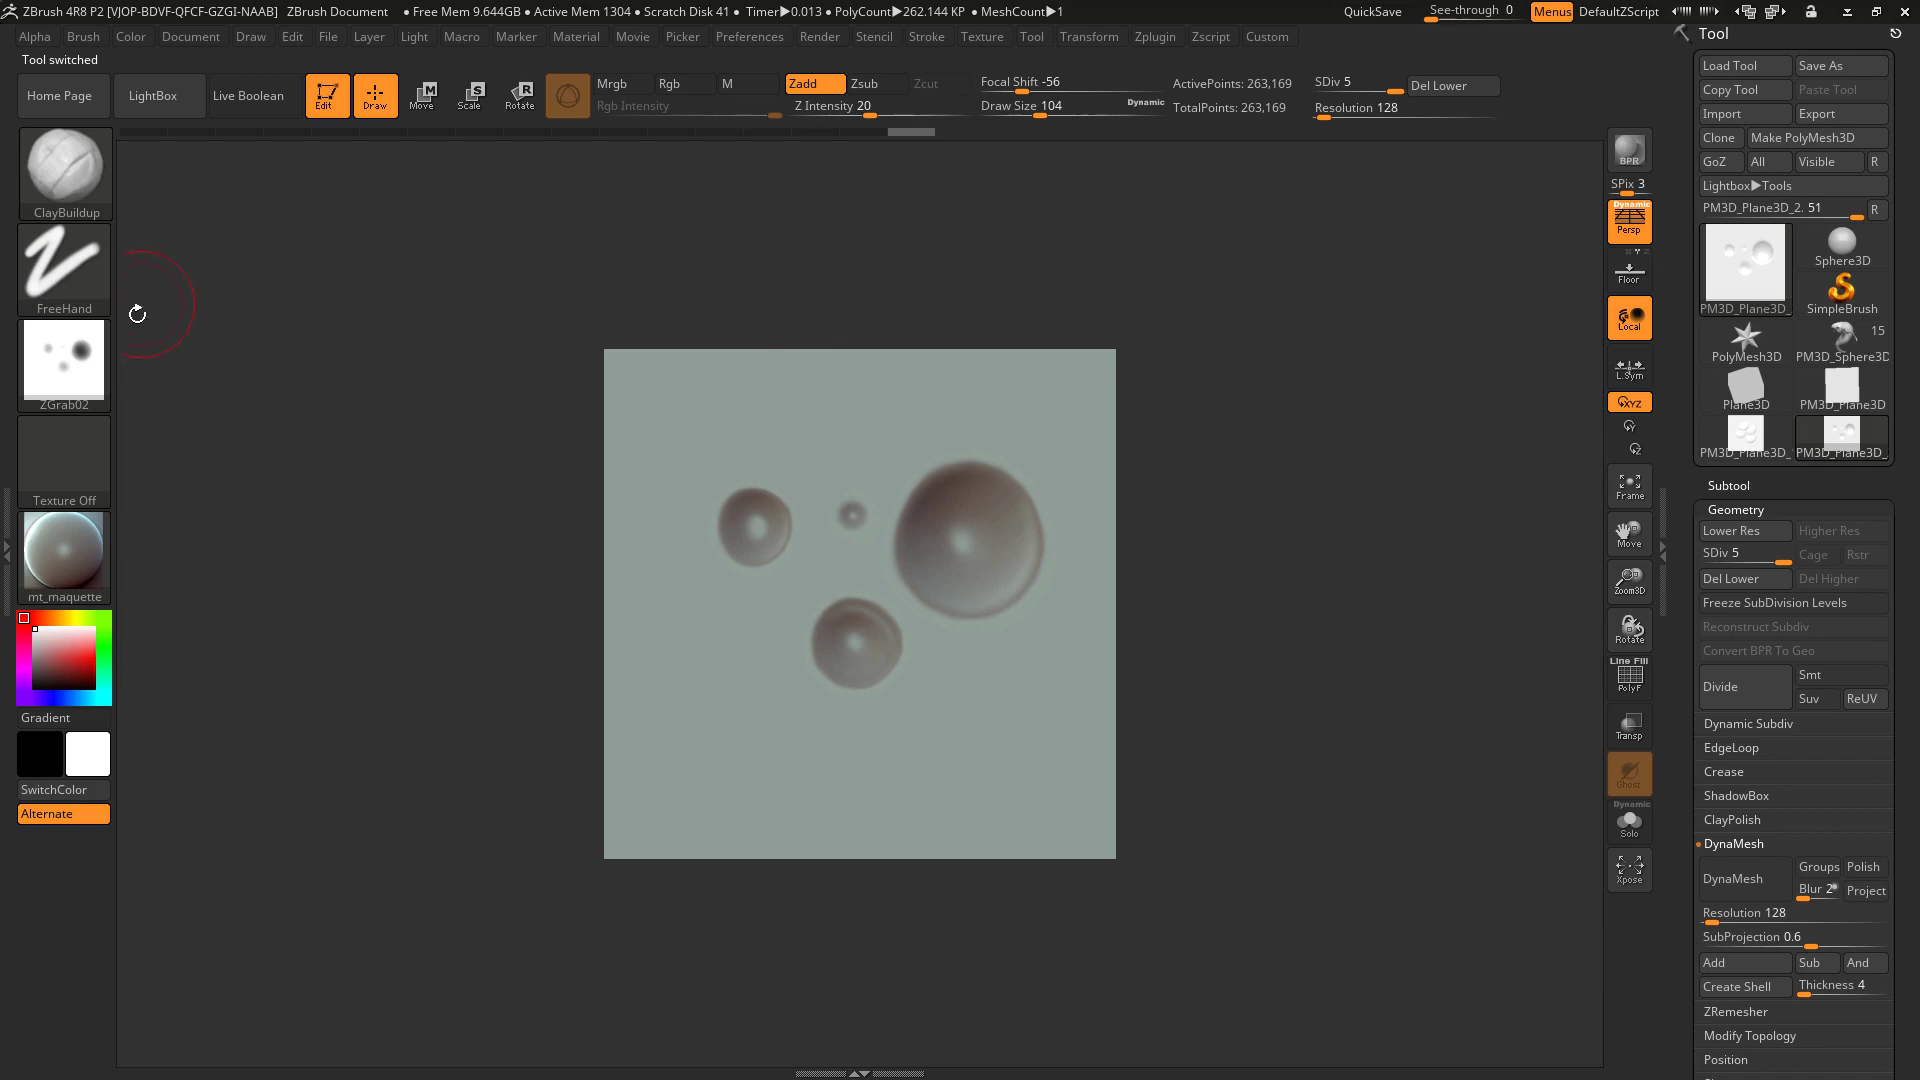 ZBrush 4R8 P2 [VJOP-BDVF-QFCF-GZGI-NAAB] ZBrush Document ● Free Mem 9.644GB ● Active Mem 1304 ● Scratch Disk 41 ● Timer▶0.013 ● PolyCount▶262.144 KP ● MeshCount▶1 QuickSave See-through 0 Menus DefaultZScript
Alpha Brush Color Document Draw Edit File Layer Light Macro Marker Material Movie Picker Preferences Render Stencil Stroke Texture Tool Transform Zplugin Zscript Custom
Tool switched
Home Page LightBox Live Boolean Edit Draw Move Scale Rotate
Mrgb Rgb M Zadd Zsub Zcut Focal Shift -56 ActivePoints: 263,169 SDiv 5 Del Lower
Rgb Intensity Z Intensity 20 Draw Size 104 Dynamic TotalPoints: 263,169 Resolution 128
ClayBuildup
FreeHand
ZGrab02
Texture Off
mt_maquette
Gradient
SwitchColor
Alternate
BPR
SPix 3
Dynamic
Persp
Floor
Local
L.Sym
XYZ
Y
Z
Frame
Move
Zoom3D
Rotate
Line Fill
PolyF
Transp
Ghost
Dynamic
Solo
Xpose
Tool
Load Tool Save As
Copy Tool Paste Tool
Import Export
Clone Make PolyMesh3D
GoZ All Visible R
Lightbox▶Tools
PM3D_Plane3D_2. 51 R
Sphere3D
PM3D_Plane3D_ SimpleBrush
15
PolyMesh3D PM3D_Sphere3D
Plane3D PM3D_Plane3D
PM3D_Plane3D_ PM3D_Plane3D_
Subtool
Geometry
Lower Res Higher Res
SDiv 5 Cage Rstr
Del Lower Del Higher
Freeze SubDivision Levels
Reconstruct Subdiv
Convert BPR To Geo
Divide Smt
Suv ReUV
Dynamic Subdiv
EdgeLoop
Crease
ShadowBox
ClayPolish
DynaMesh
DynaMesh Groups Polish
Blur 2 Project
Resolution 128
SubProjection 0.6
Add Sub And
Create Shell Thickness 4
ZRemesher
Modify Topology
Position